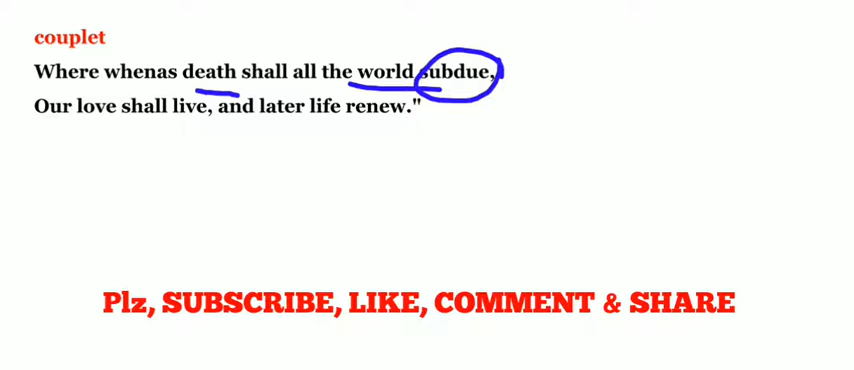 couplet
Where whenas death shall all the world subdue,
Our love shall live, and later life renew."
Plz, SUBSCRIBE, LIKE, COMMENT & SHARE